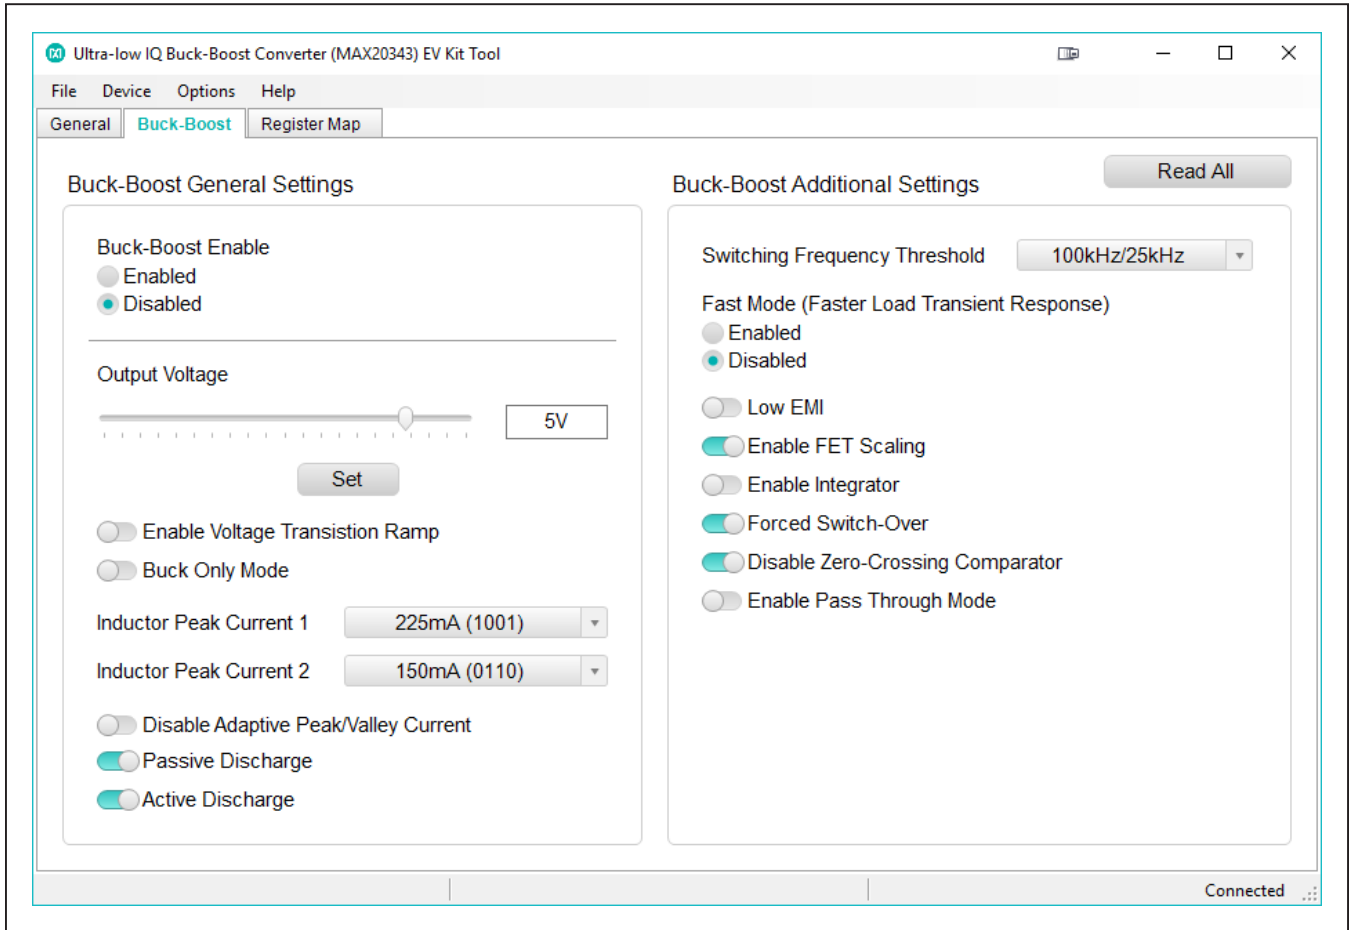 Ultra-low IQ Buck-Boost Converter (MAX20343) EV Kit Tool
File Device Options Help
General Buck-Boost Register Map
Read All
Buck-Boost General Settings
Buck-Boost Enable
Enabled
Disabled
Output Voltage
5V
Set
Enable Voltage Transistion Ramp
Buck Only Mode
Inductor Peak Current 1 225mA (1001)
Inductor Peak Current 2 150mA (0110)
Disable Adaptive Peak/Valley Current
Passive Discharge
Active Discharge
Buck-Boost Additional Settings
Switching Frequency Threshold 100kHz/25kHz
Fast Mode (Faster Load Transient Response)
Enabled
Disabled
Low EMI
Enable FET Scaling
Enable Integrator
Forced Switch-Over
Disable Zero-Crossing Comparator
Enable Pass Through Mode
Connected